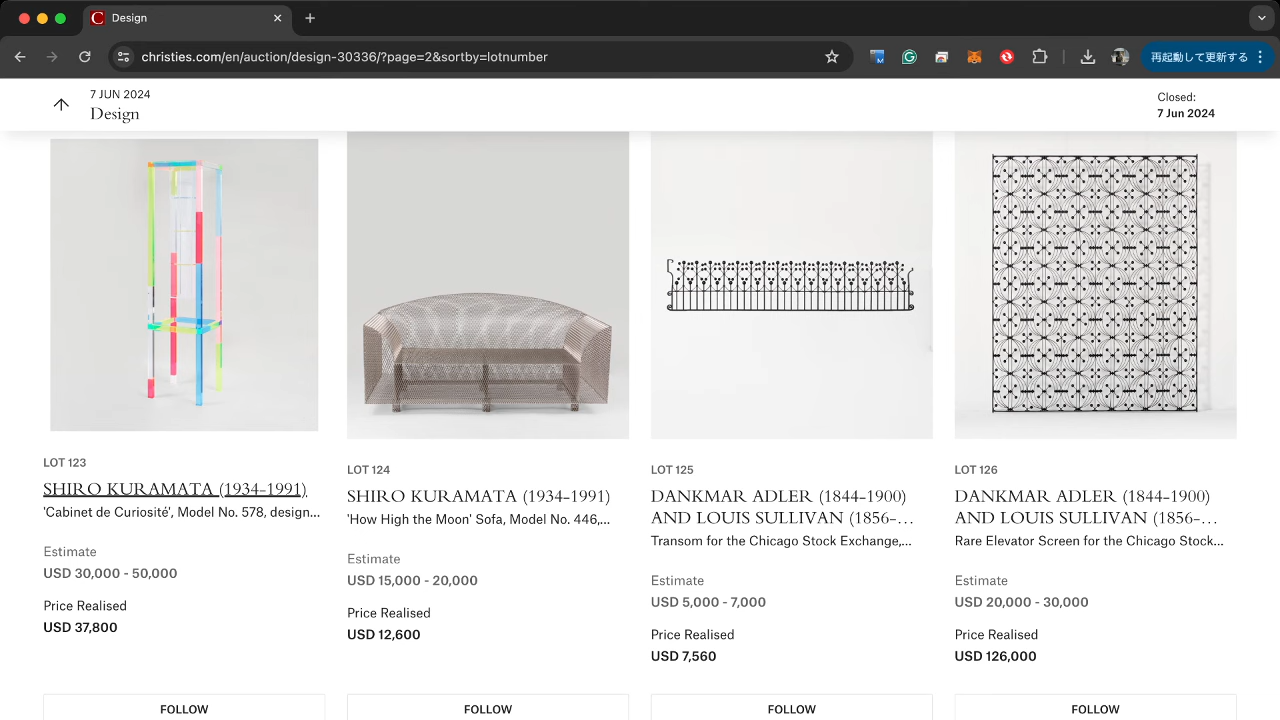 Design
christies.com/en/auction/design-30336/?page=2&sortby=lotnumber
再起動して更新する
7 JUN 2024
Design
Closed:
7 Jun 2024
LOT 123
SHIRO KURAMATA (1934-1991)
'Cabinet de Curiosité', Model No. 578, design...
Estimate
USD 30,000 - 50,000
Price Realised
USD 37,800
FOLLOW
LOT 124
SHIRO KURAMATA (1934-1991)
'How High the Moon' Sofa, Model No. 446,...
Estimate
USD 15,000 - 20,000
Price Realised
USD 12,600
FOLLOW
LOT 125
DANKMAR ADLER (1844-1900)
AND LOUIS SULLIVAN (1856-...
Transom for the Chicago Stock Exchange,...
Estimate
USD 5,000 - 7,000
Price Realised
USD 7,560
FOLLOW
LOT 126
DANKMAR ADLER (1844-1900)
AND LOUIS SULLIVAN (1856-...
Rare Elevator Screen for the Chicago Stock...
Estimate
USD 20,000 - 30,000
Price Realised
USD 126,000
FOLLOW